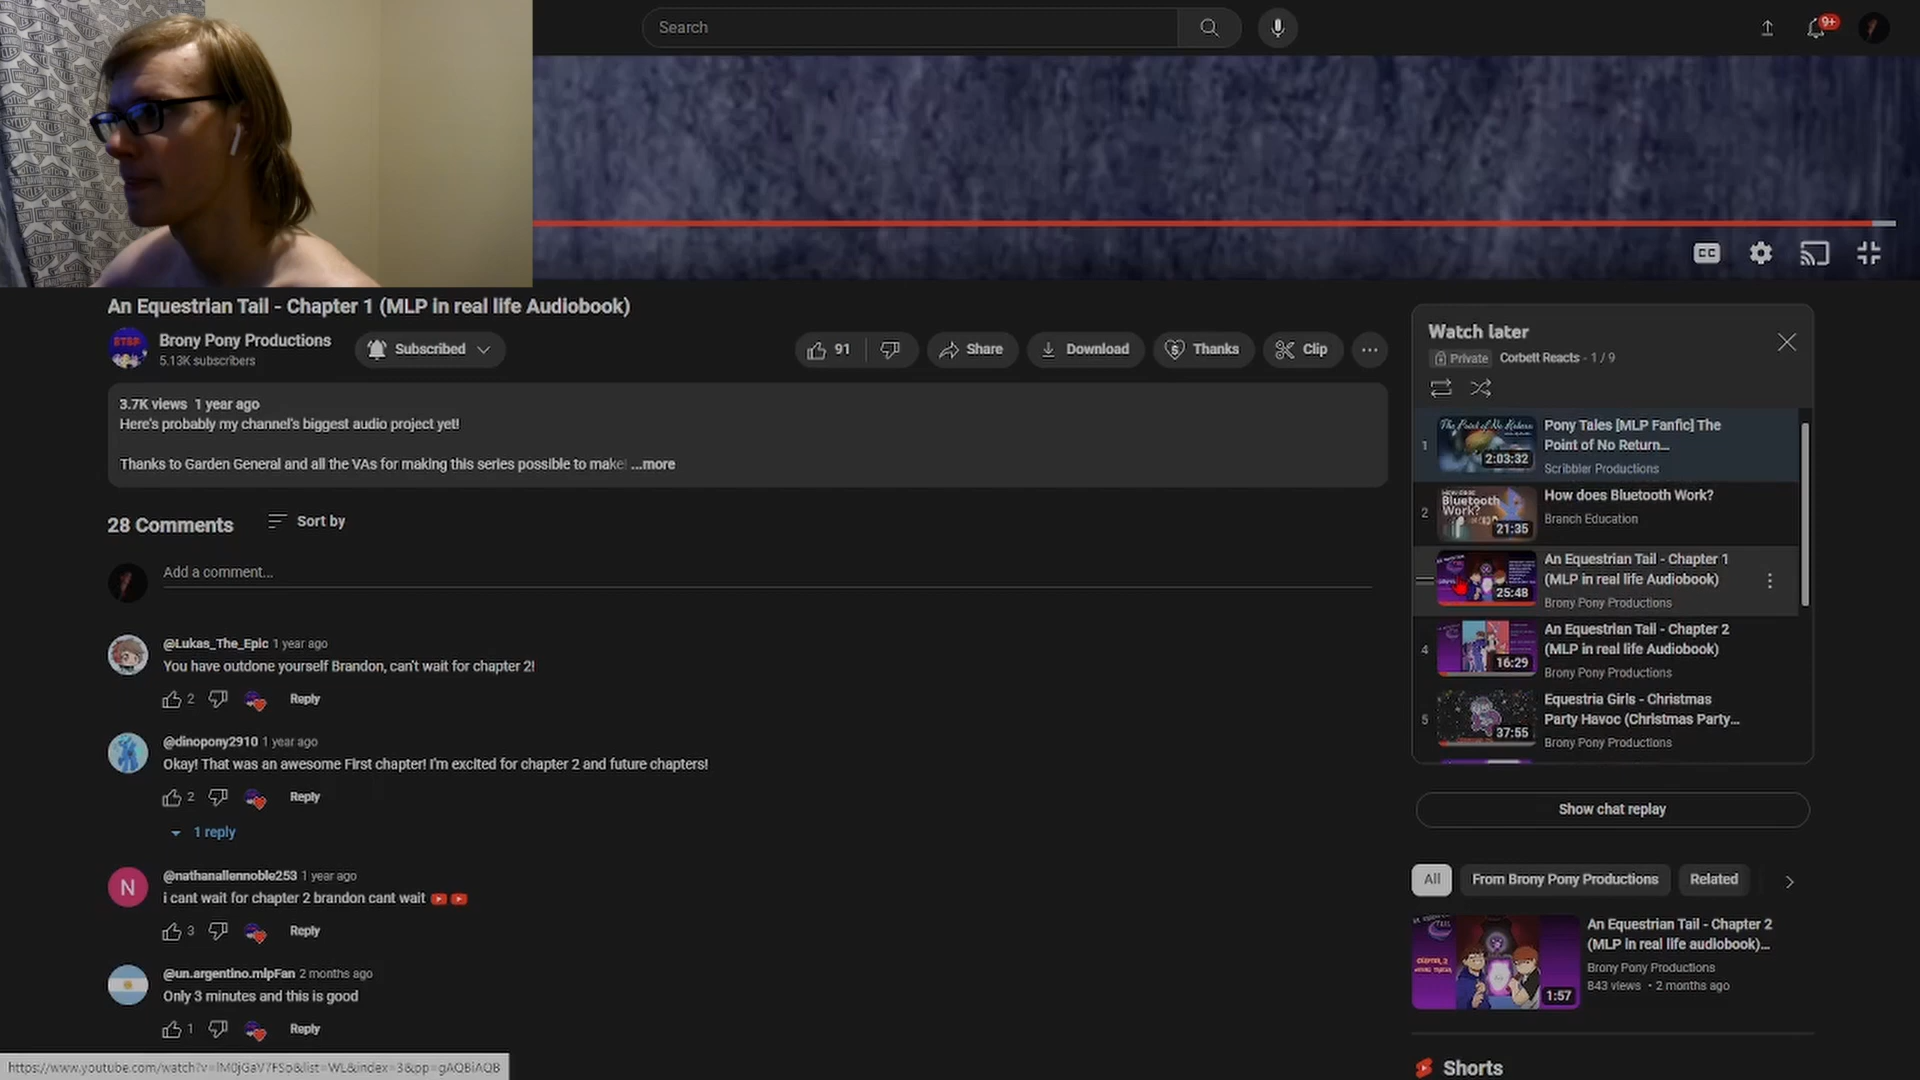 Search
9+
An Equestrian Tail - Chapter 1 (MLP in real life Audiobook)
Brony Pony Productions
5.13K subscribers
Subscribed
91
Share
Download
Thanks
Clip
3.7K views 1 year ago
Here's probably my channel's biggest audio project yet!
Thanks to Garden General and all the VAs for making this series possible to make ...more
28 Comments
Sort by
Add a comment...
@Lukas_The_Epic 1 year ago
You have outdone yourself Brandon, can't wait for chapter 2!
2
Reply
@dinopony2910 1 year ago
Okay! That was an awesome First chapter! I'm excited for chapter 2 and future chapters!
2
Reply
1 reply
N
@nathanallennoble253 1 year ago
i cant wait for chapter 2 brandon cant wait
3
Reply
@un.argentino.mlpFan 2 months ago
Only 3 minutes and this is good
1
Reply
Watch later
Private Corbett Reacts - 1 / 9
1
The Point of No Return
2:03:32
Pony Tales [MLP Fanfic] The
Point of No Return...
Scribbler Productions
2
Bluetooth
Work?
21:35
How does Bluetooth Work?
Branch Education
25:48
An Equestrian Tail - Chapter 1
(MLP in real life Audiobook)
Brony Pony Productions
4
16:29
An Equestrian Tail - Chapter 2
(MLP in real life Audiobook)
Brony Pony Productions
5
37:55
Equestria Girls - Christmas
Party Havoc (Christmas Party...
Brony Pony Productions
Show chat replay
All
From Brony Pony Productions
Related
CHAPTER 2
1:57
An Equestrian Tail - Chapter 2
(MLP in real life audiobook)...
Brony Pony Productions
843 views • 2 months ago
Shorts